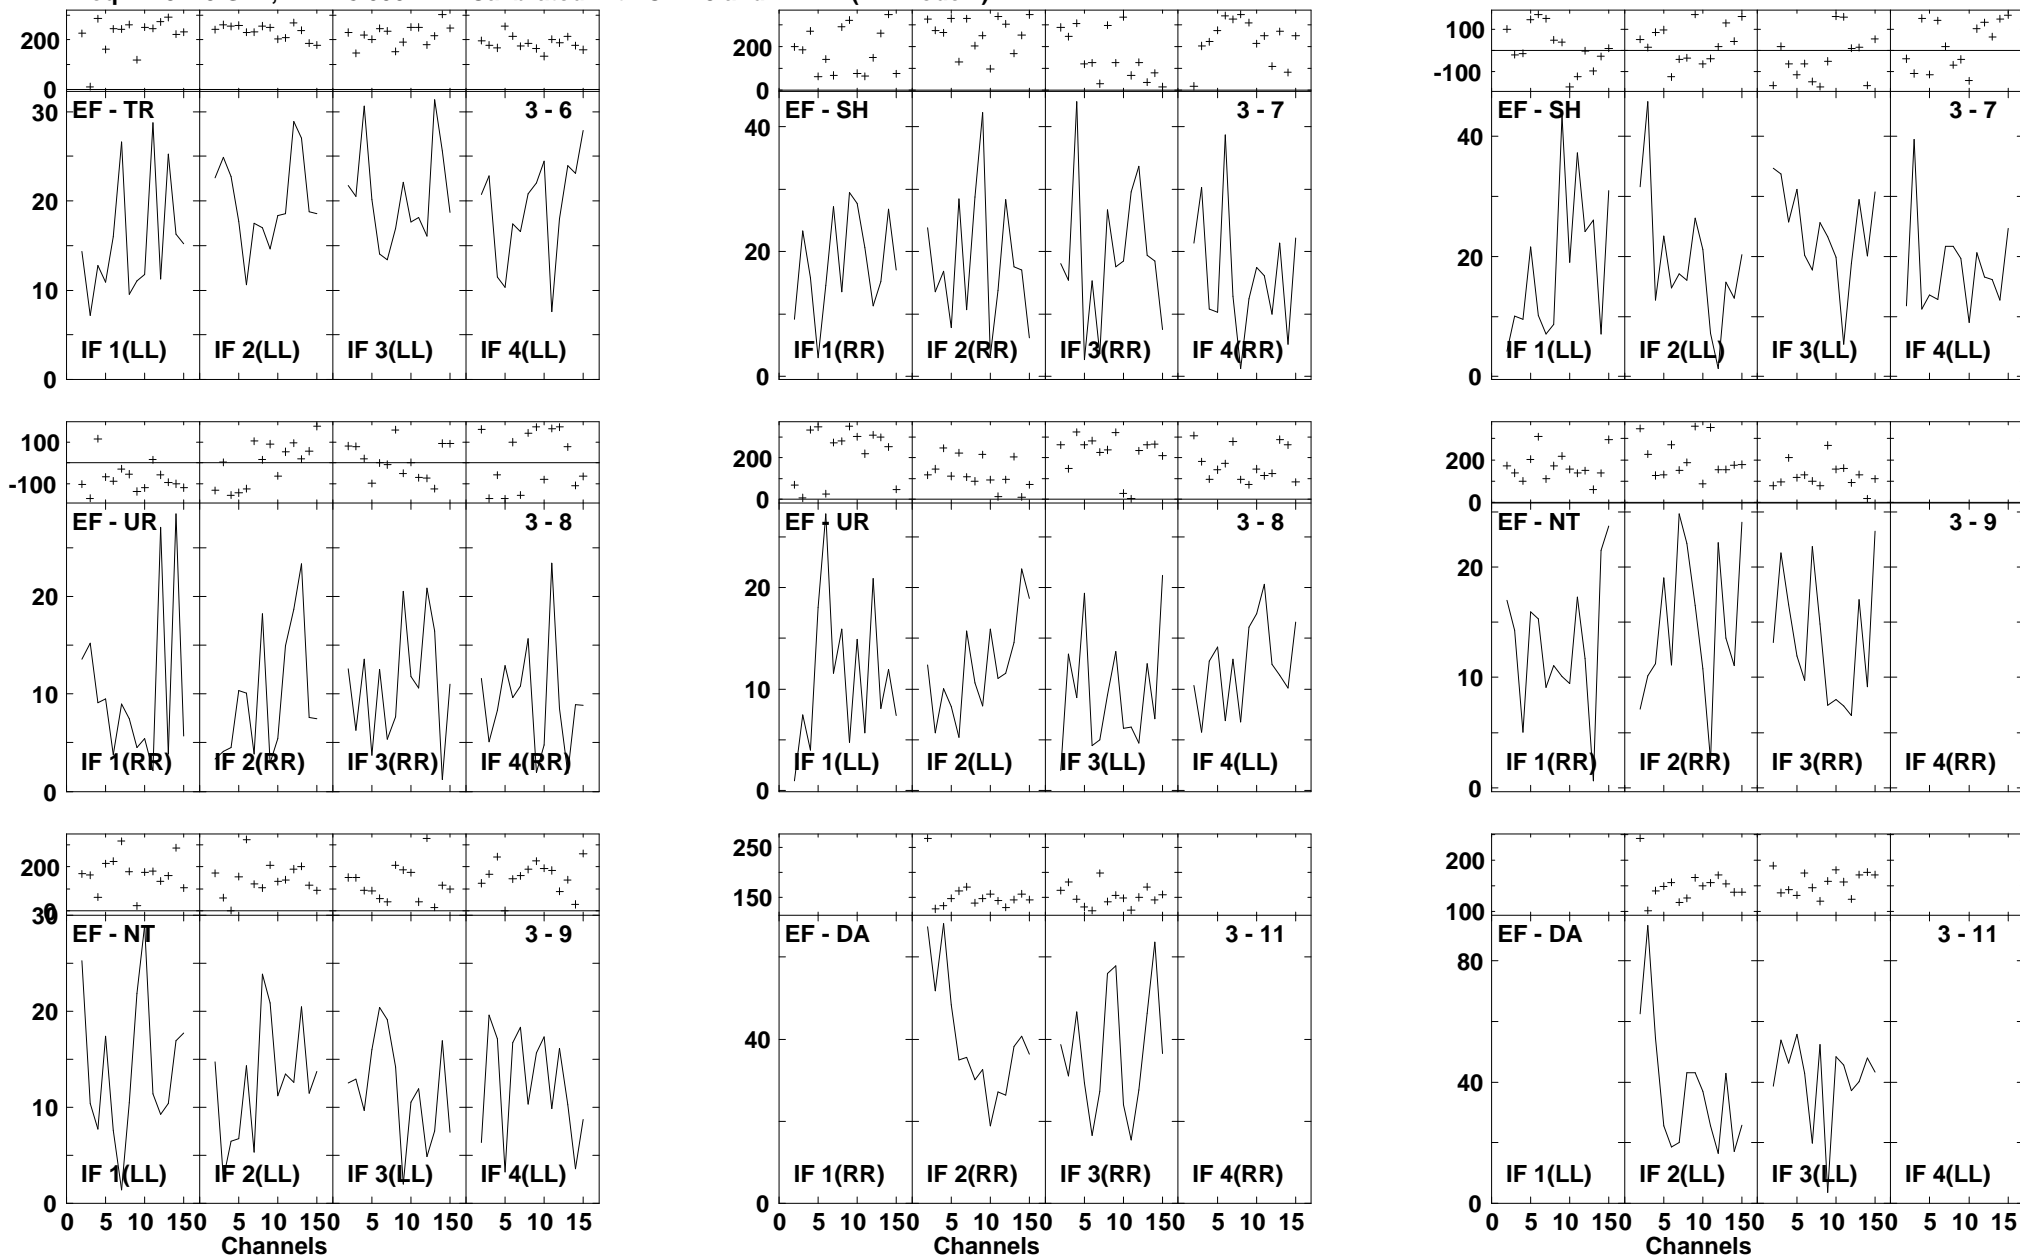 200
0
EF - TR
3 - 6
30
20
10
0
IF 1(LL)
IF 2(LL)
IF 3(LL)
IF 4(LL)
200
0
EF - SH
3 - 7
40
20
0
IF 1(RR)
IF 2(RR)
IF 3(RR)
IF 4(RR)
100
-100
EF - SH
3 - 7
40
20
0
IF 1(LL)
IF 2(LL)
IF 3(LL)
IF 4(LL)
100
-100
EF - UR
3 - 8
20
10
0
IF 1(RR)
IF 2(RR)
IF 3(RR)
IF 4(RR)
200
0
EF - UR
3 - 8
20
10
0
IF 1(LL)
IF 2(LL)
IF 3(LL)
IF 4(LL)
200
0
EF - NT
3 - 9
20
10
0
IF 1(RR)
IF 2(RR)
IF 3(RR)
IF 4(RR)
200
0
30
EF - NT
3 - 9
20
10
0
IF 1(LL)
IF 2(LL)
IF 3(LL)
IF 4(LL)
0 5 10 150 5 10 150 5 10 150 5 10 15
Channels
250
150
EF - DA
3 - 11
40
0
IF 1(RR)
IF 2(RR)
IF 3(RR)
IF 4(RR)
0 5 10 150 5 10 150 5 10 150 5 10 15
Channels
200
100
EF - DA
3 - 11
80
40
0
IF 1(LL)
IF 2(LL)
IF 3(LL)
IF 4(LL)
0 5 10 150 5 10 150 5 10 150 5 10 15
Channels